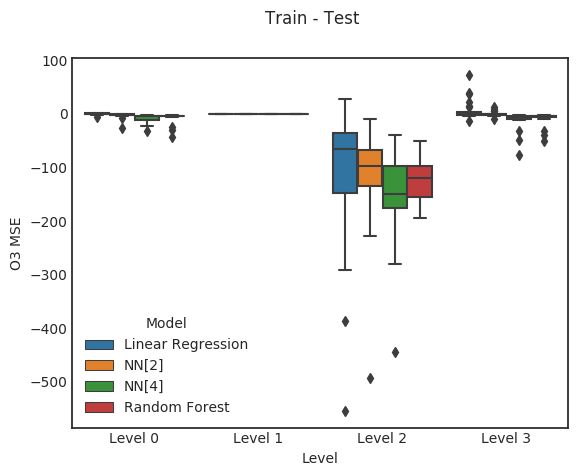 Train - Test
100
0
−100
−200
−300
−400
−500
O3 MSE
Model
Linear Regression
NN[2]
NN[4]
Random Forest
Level 0 Level 1 Level 2 Level 3
Level